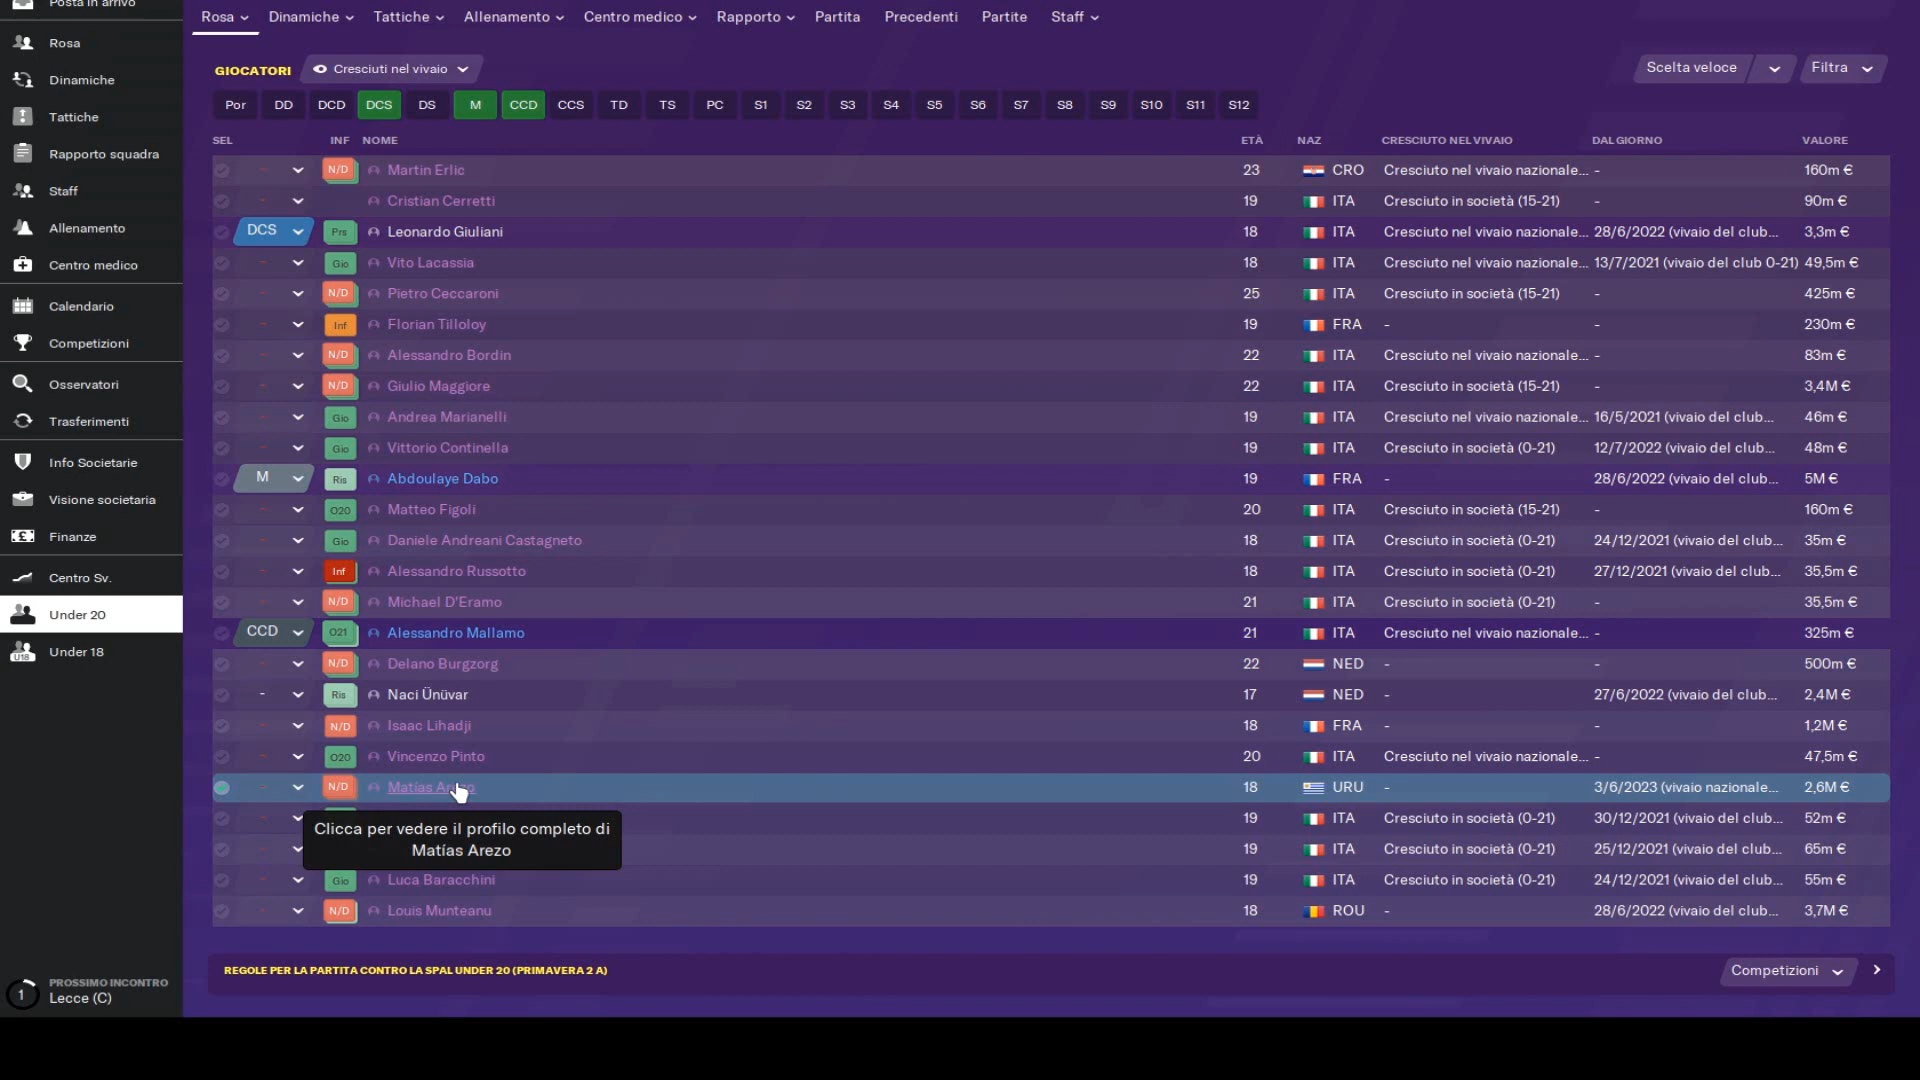 Posta in arrivo
Rosa Dinamiche Tattiche Allenamento Centro medico Rapporto Partita Precedenti Partite Staff
Rosa
Dinamiche
Tattiche
Rapporto squadra
Staff
Allenamento
Centro medico
Calendario
Competizioni
Osservatori
Trasferimenti
Info Societarie
Visione societaria
Finanze
Centro Sv.
Under 20
U18 Under 18
PROSSIMO INCONTRO
1 Lecce (C)
GIOCATORI Cresciuti nel vivaio Scelta veloce Filtra
Por DD DCD DCS DS M CCD CCS TD TS PC S1 S2 S3 S4 S5 S6 S7 S8 S9 S10 S11 S12
SEL INF NOME ETÀ NAZ CRESCIUTO NEL VIVAIO DAL GIORNO VALORE
- N/D Martin Erlic 23 CRO Cresciuto nel vivaio nazionale... - 160m €
- Cristian Cerretti 19 ITA Cresciuto in società (15-21) - 90m €
DCS Prs Leonardo Giuliani 18 ITA Cresciuto nel vivaio nazionale... 28/6/2022 (vivaio del club... 3,3m €
- Gio Vito Lacassia 18 ITA Cresciuto nel vivaio nazionale... 13/7/2021 (vivaio del club 0-21) 49,5m €
- N/D Pietro Ceccaroni 25 ITA Cresciuto in società (15-21) - 425m €
- Inf Florian Tilloloy 19 FRA - - 230m €
- N/D Alessandro Bordin 22 ITA Cresciuto nel vivaio nazionale... - 83m €
- N/D Giulio Maggiore 22 ITA Cresciuto in società (15-21) - 3,4M €
- Gio Andrea Marianelli 19 ITA Cresciuto nel vivaio nazionale... 16/5/2021 (vivaio del club... 46m €
- Gio Vittorio Continella 19 ITA Cresciuto in società (0-21) 12/7/2022 (vivaio del club... 48m €
M Ris Abdoulaye Dabo 19 FRA - 28/6/2022 (vivaio del club... 5M €
- O20 Matteo Figoli 20 ITA Cresciuto in società (15-21) - 160m €
- Gio Daniele Andreani Castagneto 18 ITA Cresciuto in società (0-21) 24/12/2021 (vivaio del club... 35m €
- Inf Alessandro Russotto 18 ITA Cresciuto in società (0-21) 27/12/2021 (vivaio del club... 35,5m €
- N/D Michael D'Eramo 21 ITA Cresciuto in società (0-21) - 35,5m €
CCD O21 Alessandro Mallamo 21 ITA Cresciuto nel vivaio nazionale... - 325m €
- N/D Delano Burgzorg 22 NED - - 500m €
- Ris Naci Ünüvar 17 NED - 27/6/2022 (vivaio del club... 2,4M €
- N/D Isaac Lihadji 18 FRA - - 1,2M €
- O20 Vincenzo Pinto 20 ITA Cresciuto nel vivaio nazionale... - 47,5m €
- N/D Matías Arezo 18 URU - 3/6/2023 (vivaio nazionale... 2,6M €
- 19 ITA Cresciuto in società (0-21) 30/12/2021 (vivaio del club... 52m €
- 19 ITA Cresciuto in società (0-21) 25/12/2021 (vivaio del club... 65m €
- Gio Luca Baracchini 19 ITA Cresciuto in società (0-21) 24/12/2021 (vivaio del club... 55m €
- N/D Louis Munteanu 18 ROU - 28/6/2022 (vivaio del club... 3,7M €
Clicca per vedere il profilo completo di
Matías Arezo
REGOLE PER LA PARTITA CONTRO LA SPAL UNDER 20 (PRIMAVERA 2 A) Competizioni